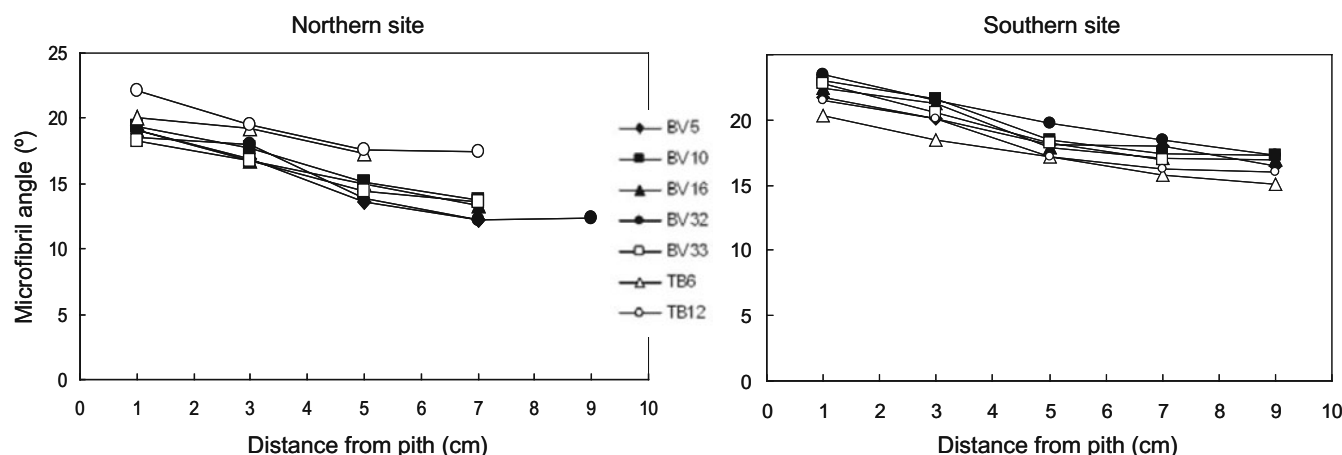 Northern site
Southern site
Microfibril angle (º)
25
20
15
10
5
0
0 1 2 3 4 5 6 7 8 9 10
Distance from pith (cm)
BV5
BV10
BV16
BV32
BV33
TB6
TB12
20
15
10
5
0
0 1 2 3 4 5 6 7 8 9 10
Distance from pith (cm)